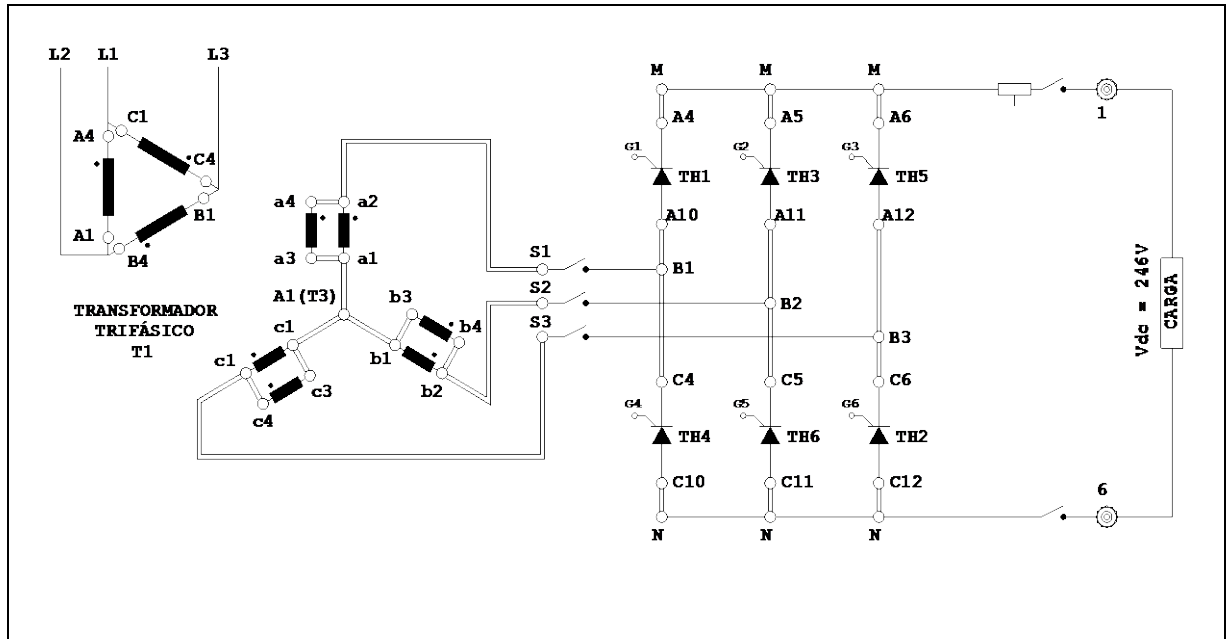 L2 L1 L3
C1
A4
C4
B1
A1
B4
TRANSFORMADOR
TRIFÁSICO
T1
a4 a2
a3 a1
A1(T3)
b3
b4
b1
b2
c1
c1
c3
c4
S1
S2
S3
M M M
A4 A5 A6
G1 G2 G3
TH1 TH3 TH5
A10 A11 A12
B1
B2
B3
C4 C5 C6
G4 G5 G6
TH4 TH6 TH2
C10 C11 C12
N N N
1
6
Vdc = 246V
CARGA